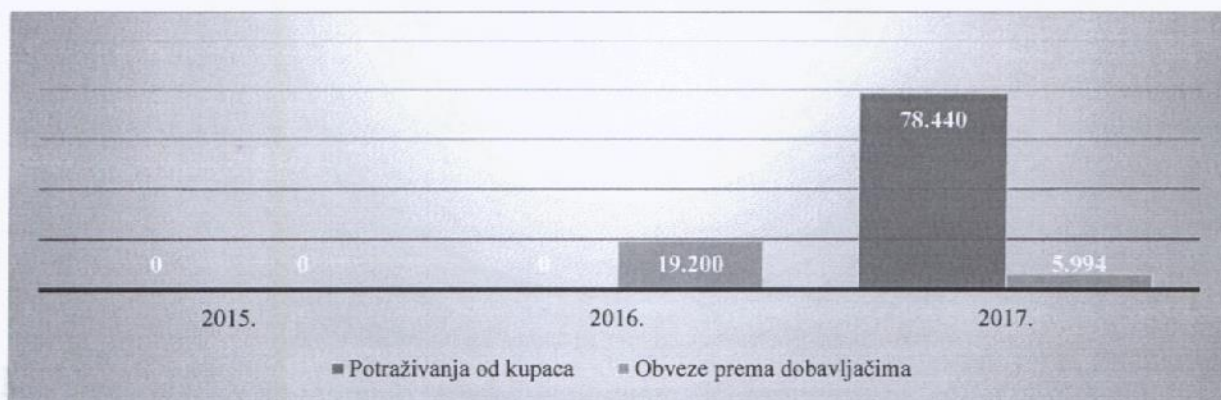 78.440
0 0 0 19.200 5.994
2015. 2016. 2017.
Potraživanja od kupaca Obveze prema dobavljačima